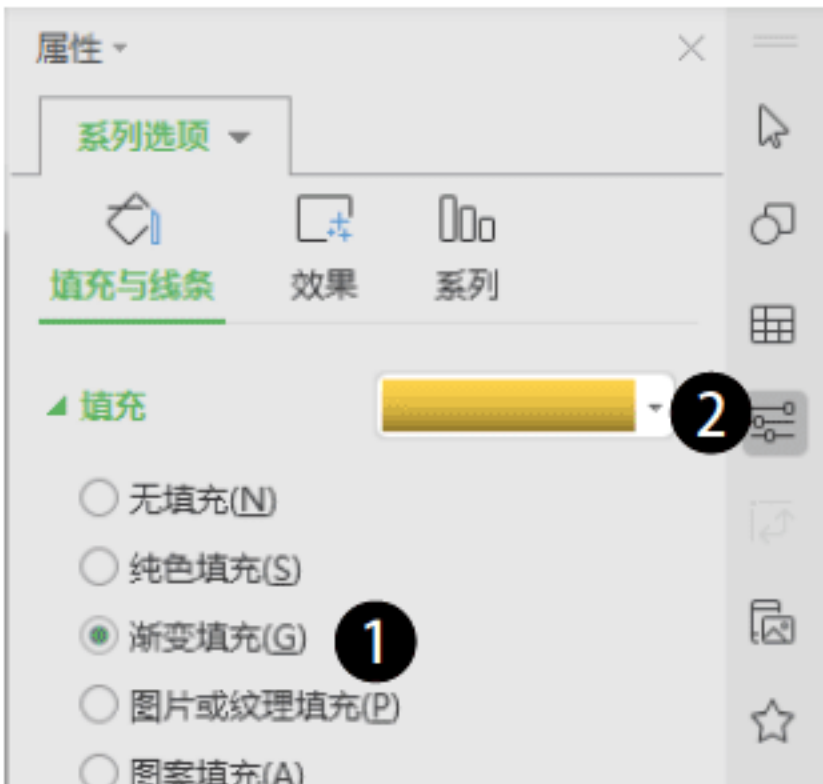 属性
系列选项
填充与线条 效果 系列
填充
2
无填充(N)
纯色填充(S)
渐变填充(G) 1
图片或纹理填充(P)
图案填充(A)